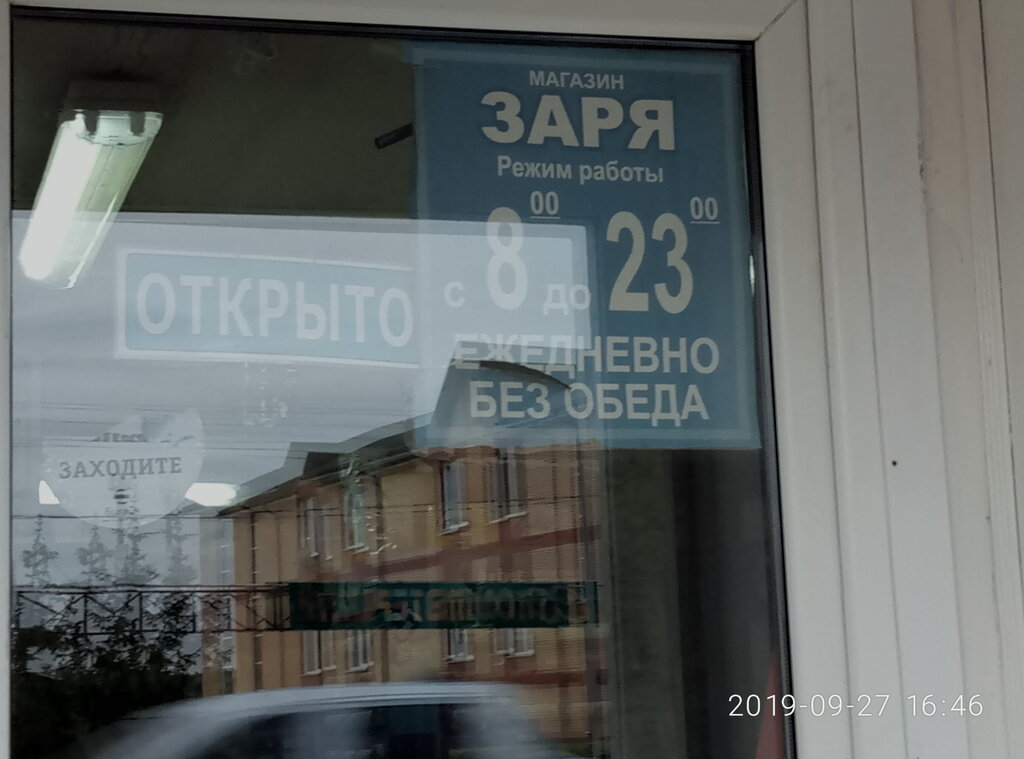 МАГАЗИН
ЗАРЯ
Режим работы
с 8 00 до 23 00
ЕЖЕДНЕВНО
БЕЗ ОБЕДА
ОТКРЫТО
ЗАХОДИТЕ
2019-09-27 16:46